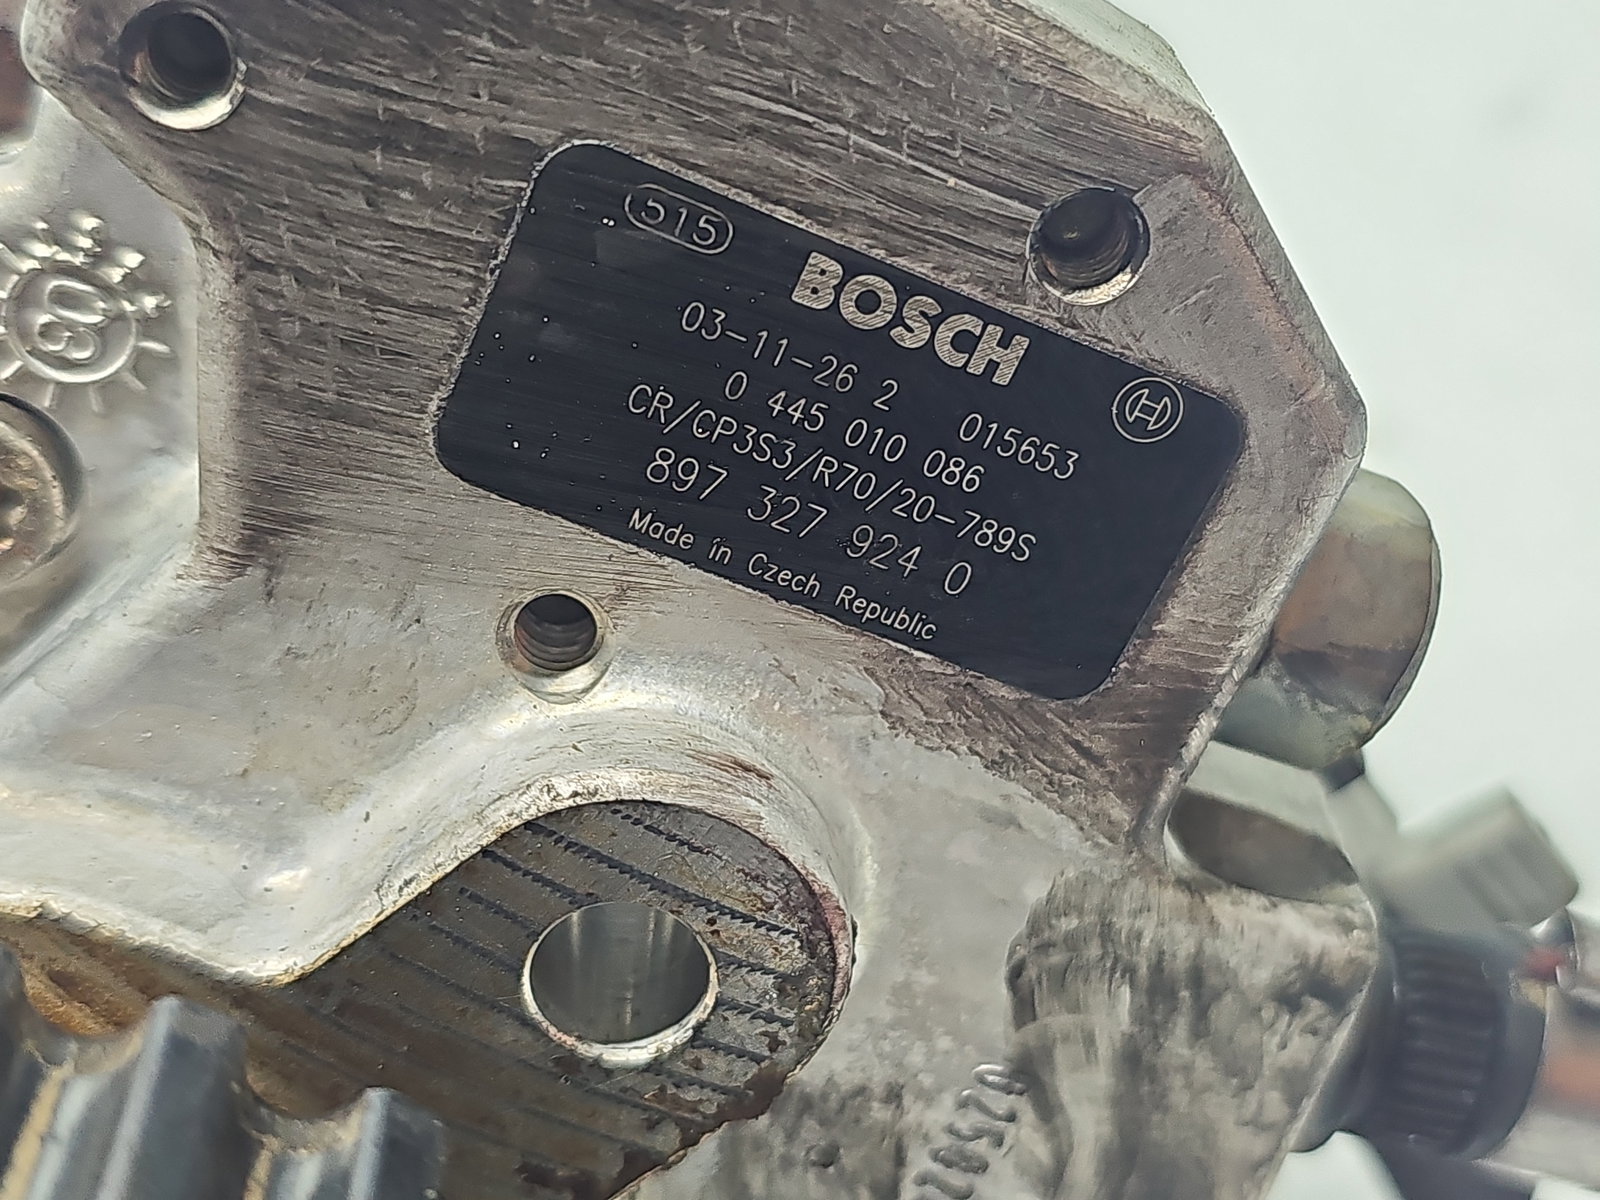 515
BOSCH
03-11-26 2 015653
0 445 010 086
CR/CP3S3/R70/20-789S
897 327 924 0
Made in Czech Republic
03